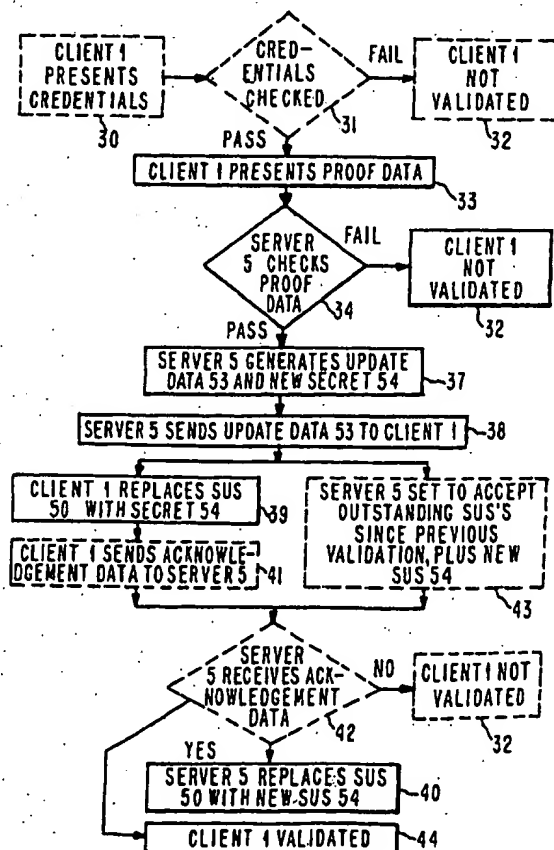 CLIENT 1
PRESENTS
CREDENTIALS
30
CRED-
ENTIALS
CHECKED
31
FAIL
CLIENT 1
NOT
VALIDATED
32
PASS
CLIENT 1 PRESENTS PROOF DATA
33
SERVER
5 CHECKS
PROOF
DATA
34
FAIL
CLIENT 1
NOT
VALIDATED
32
PASS
SERVER 5 GENERATES UPDATE
DATA 53 AND NEW SECRET 54
37
SERVER 5 SENDS UPDATE DATA 53 TO CLIENT 1
38
CLIENT 1 REPLACES SUS
50 WITH SECRET 54
39
CLIENT 1 SENDS ACKNOWLE-
DGEMENT DATA TO SERVER 5
41
SERVER 5 SET TO ACCEPT
OUTSTANDING SUS'S
SINCE PREVIOUS
VALIDATION, PLUS NEW
SUS 54
43
SERVER
5 RECEIVES ACK-
NOWLEDGEMENT
DATA
42
NO
CLIENT 1 NOT
VALIDATED
32
YES
SERVER 5 REPLACES SUS
50 WITH NEW SUS 54
40
CLIENT 1 VALIDATED
44